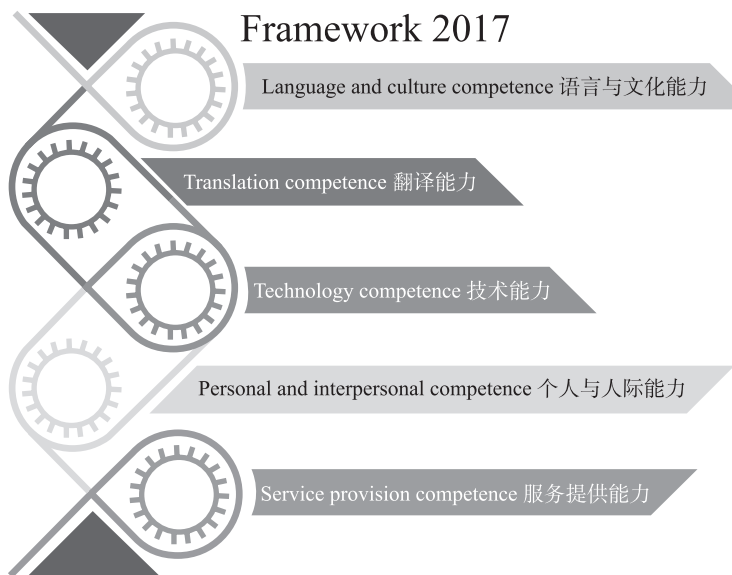 Framework 2017
Language and culture competence 语言与文化能力
Translation competence 翻译能力
Technology competence 技术能力
Personal and interpersonal competence 个人与人际能力
Service provision competence 服务提供能力